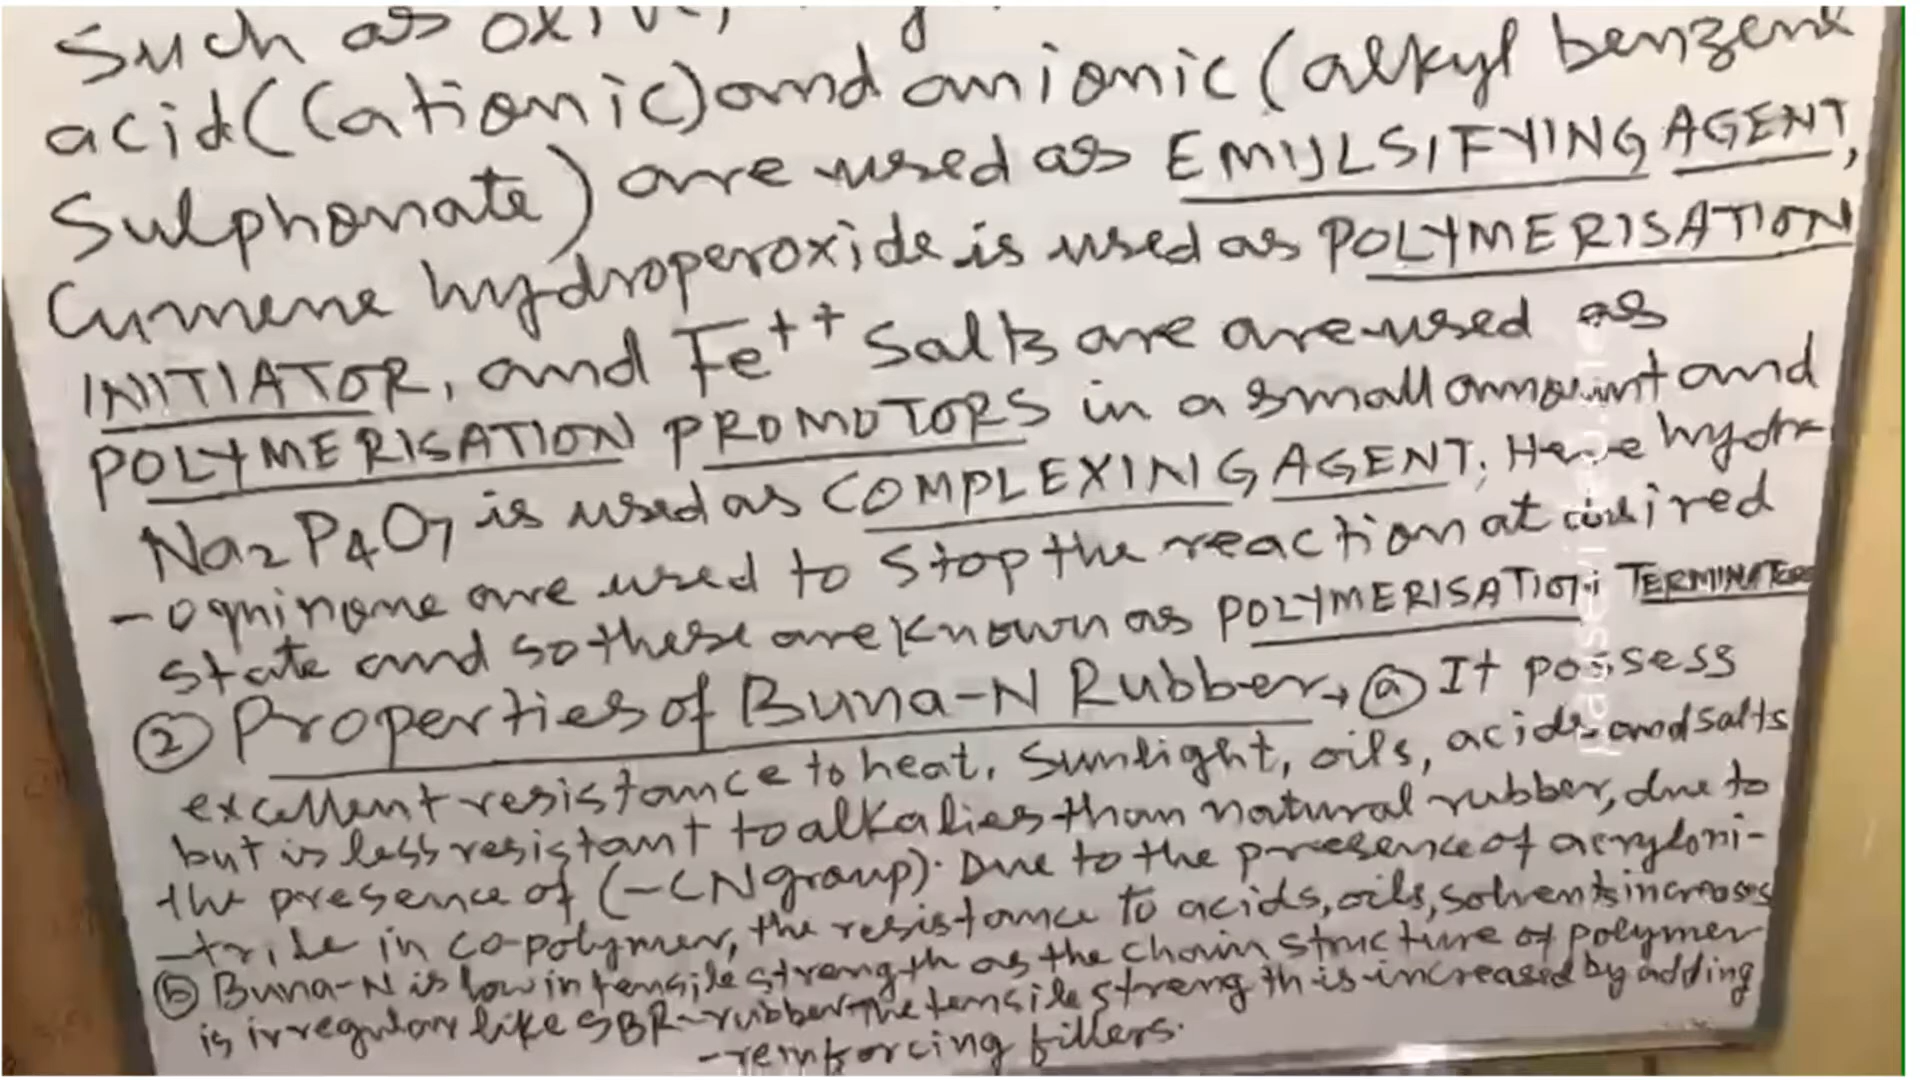 Such as
acid (Cationic) and anionic (alkyl benzene
Sulphonate) are used as EMULSIFYING AGENT,
Cumene hydroperoxide is used as POLYMERISATION
INITIATOR, and Fe++ Salts are are used as
POLYMERISATION PROMOTORS in a small amount and
Na2P4O7 is used as COMPLEXING AGENT. Here hydr
-oquinone are used to stop the reaction at desired
state and so these are known as POLYMERISATION TERMINATER
② Properties of Buna-N Rubber → ⓐ It possess
excellent resistance to heat, sunlight, oils, acids and salts
but is less resistant to alkalies than natural rubber, due to
the presence of (-CN group). Due to the presence of acryloni-
-trile in co-polymer, the resistance to acids, oils, solvents increases
ⓑ Buna-N is low in tensile strength as the chain structure of polymer
is irregular like SBR-rubber. The tensile strength is increased by adding
-reinforcing fillers.